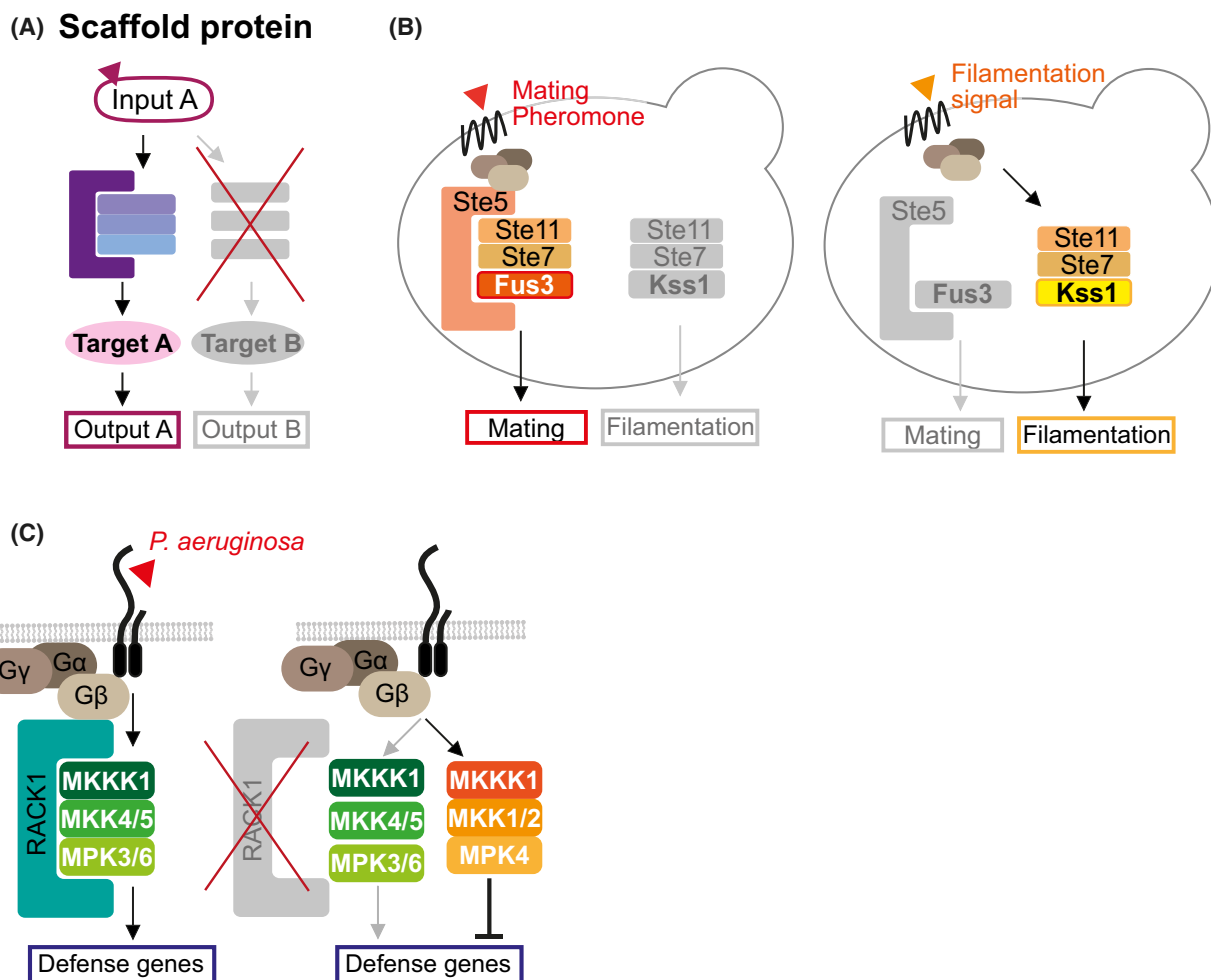 (A) Scaffold protein
Input A
Target A
Target B
Output A
Output B
(B)
Mating
Pheromone
Ste5
Ste11
Ste7
Fus3
Ste11
Ste7
Kss1
Mating
Filamentation
Filamentation
signal
Ste5
Fus3
Ste11
Ste7
Kss1
Mating
Filamentation
(C)
P. aeruginosa
Gγ
Gα
Gβ
RACK1
MKKK1
MKK4/5
MPK3/6
Defense genes
Gγ
Gα
Gβ
RACK1
MKKK1
MKK4/5
MPK3/6
MKKK1
MKK1/2
MPK4
Defense genes